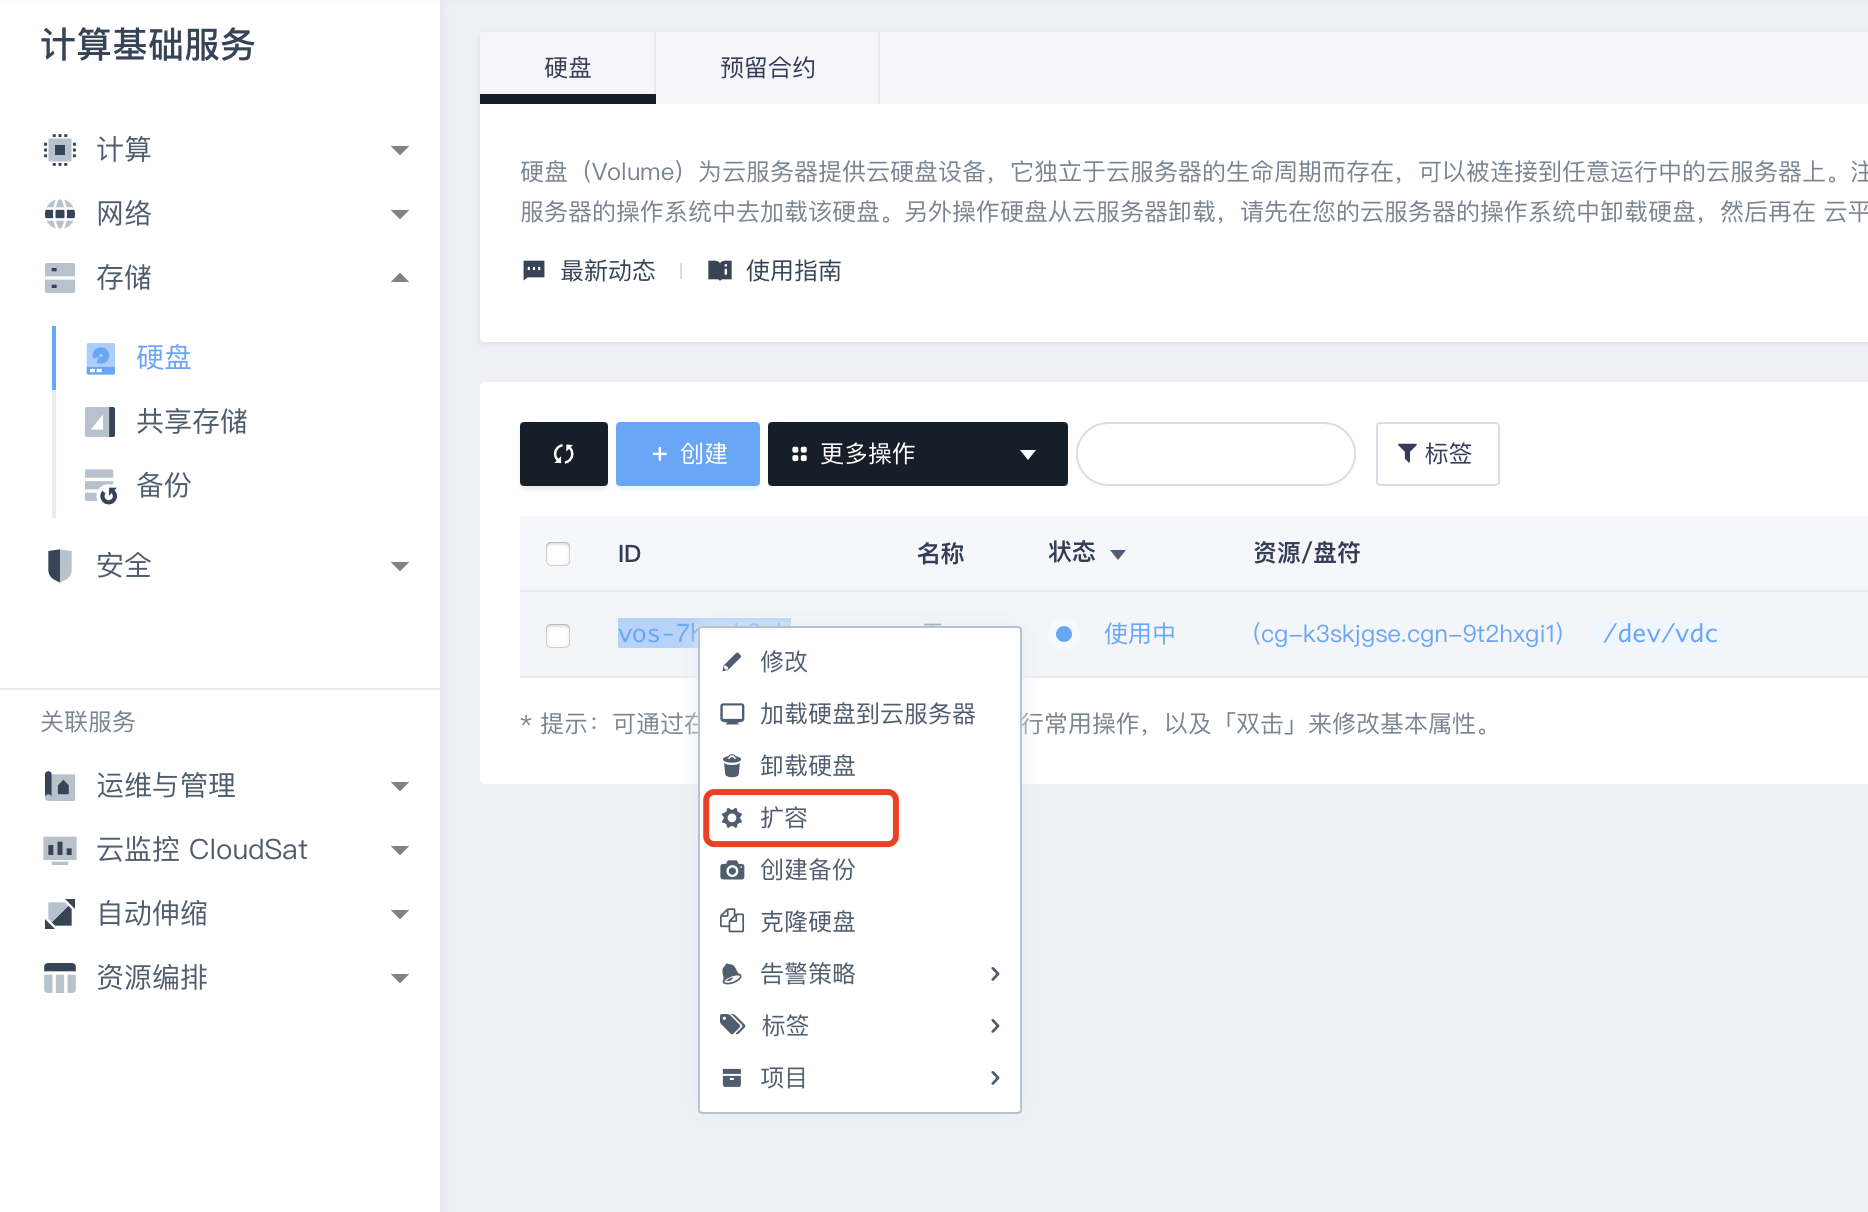 计算基础服务
计算
网络
存储
硬盘
共享存储
备份
安全
关联服务
运维与管理
云监控 CloudSat
自动伸缩
资源编排
硬盘
预留合约
硬盘（Volume）为云服务器提供云硬盘设备，它独立于云服务器的生命周期而存在，可以被连接到任意运行中的云服务器上。注
服务器的操作系统中去加载该硬盘。另外操作硬盘从云服务器卸载，请先在您的云服务器的操作系统中卸载硬盘，然后再在 云平
最新动态
使用指南
+ 创建
更多操作
标签
ID
名称
状态
资源/盘符
vos-7
使用中
(cg-k3skjgse.cgn-9t2hxgi1)
/dev/vdc
* 提示：可通过在
行常用操作，以及「双击」来修改基本属性。
修改
加载硬盘到云服务器
卸载硬盘
扩容
创建备份
克隆硬盘
告警策略
标签
项目